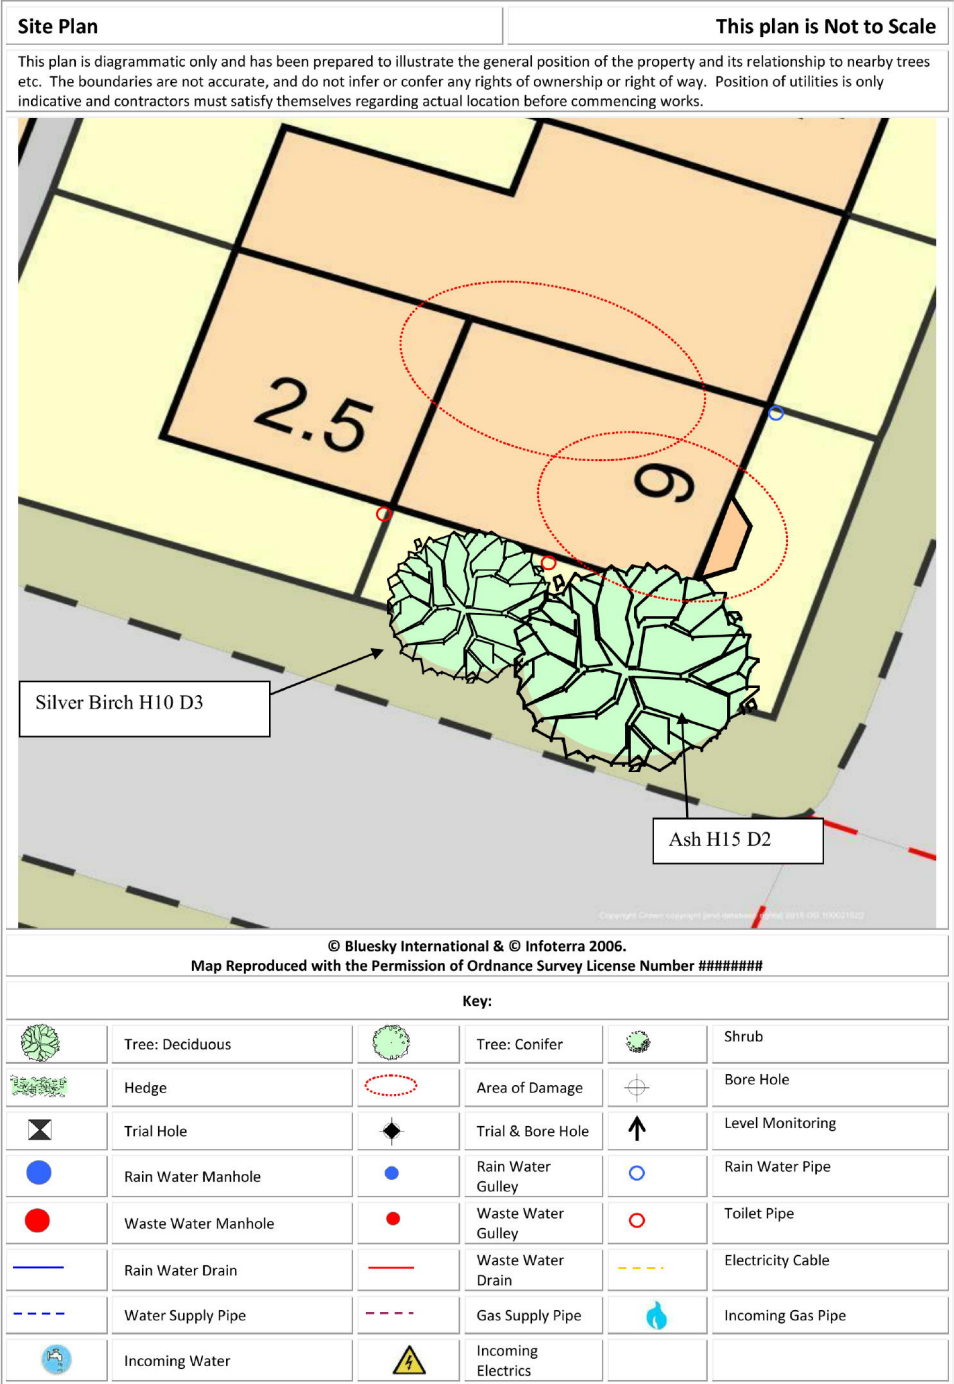 Site Plan
This plan is Not to Scale
This plan is diagrammatic only and has been prepared to illustrate the general position of the property and its relationship to nearby trees
etc. The boundaries are not accurate, and do not infer or confer any rights of ownership or right of way. Position of utilities is only
indicative and contractors must satisfy themselves regarding actual location before commencing works.
2.5
9
Silver Birch H10 D3
Ash H15 D2
© Bluesky International & © Infoterra 2006.
Map Reproduced with the Permission of Ordnance Survey License Number ########
Key:
Tree: Deciduous
Tree: Conifer
Shrub
Hedge
Area of Damage
Bore Hole
Trial Hole
Trial & Bore Hole
Level Monitoring
Rain Water Manhole
Rain Water
Gulley
Rain Water Pipe
Waste Water Manhole
Waste Water
Gulley
Toilet Pipe
Rain Water Drain
Waste Water
Drain
Electricity Cable
Water Supply Pipe
Gas Supply Pipe
Incoming Gas Pipe
Incoming Water
Incoming
Electrics